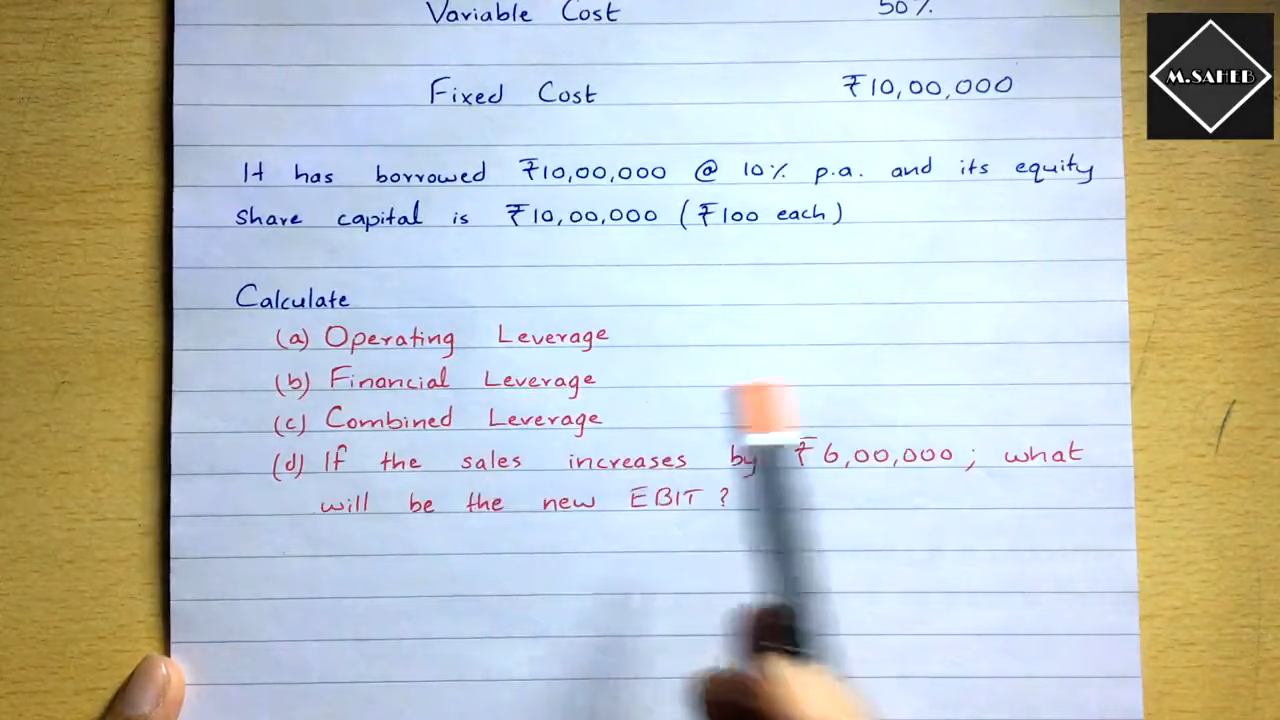 Variable Cost 50%
Fixed Cost ₹10,00,000
It has borrowed ₹10,00,000 @ 10% p.a. and its equity
share capital is ₹10,00,000 (₹100 each)
Calculate
(a) Operating Leverage
(b) Financial Leverage
(c) Combined Leverage
(d) If the sales increases by ₹6,00,000; what
will be the new EBIT?
M.SAHEB